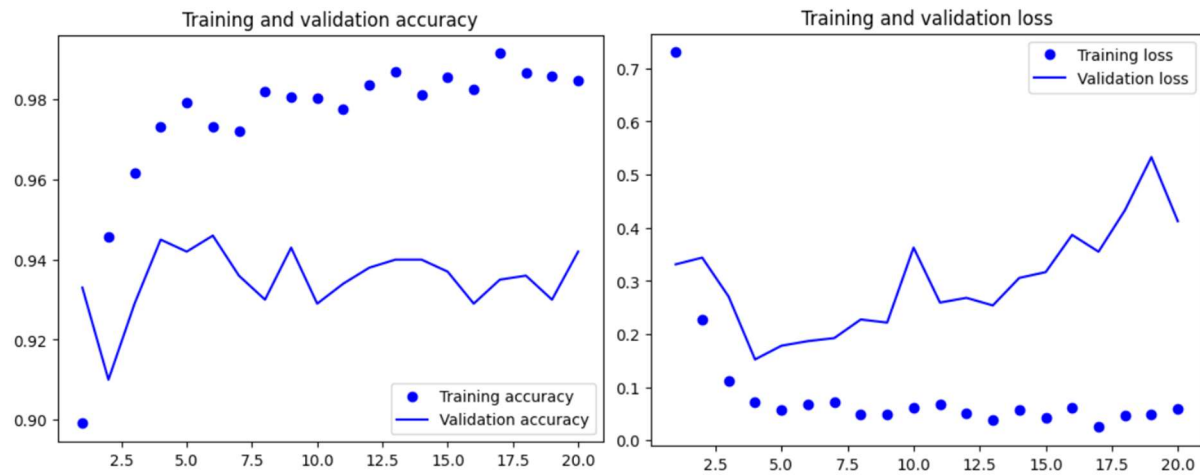 Training and validation accuracy
0.98
0.96
0.94
0.92
0.90
Training accuracy
Validation accuracy
2.5 5.0 7.5 10.0 12.5 15.0 17.5 20.0
Training and validation loss
Training loss
Validation loss
0.7
0.6
0.5
0.4
0.3
0.2
0.1
0.0
2.5 5.0 7.5 10.0 12.5 15.0 17.5 20.0